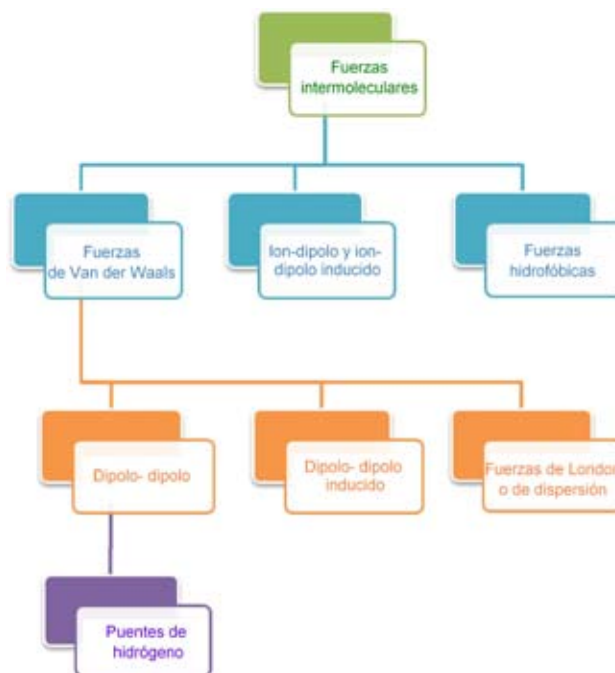 Fuerzas
intermoleculares
Fuerzas
de Van der Waals
Ion-dipolo y ion-
dipolo inducido
Fuerzas
hidrofóbicas
Dipolo- dipolo
Dipolo- dipolo
inducido
Fuerzas de London
o de dispersión
Puentes de
hidrógeno